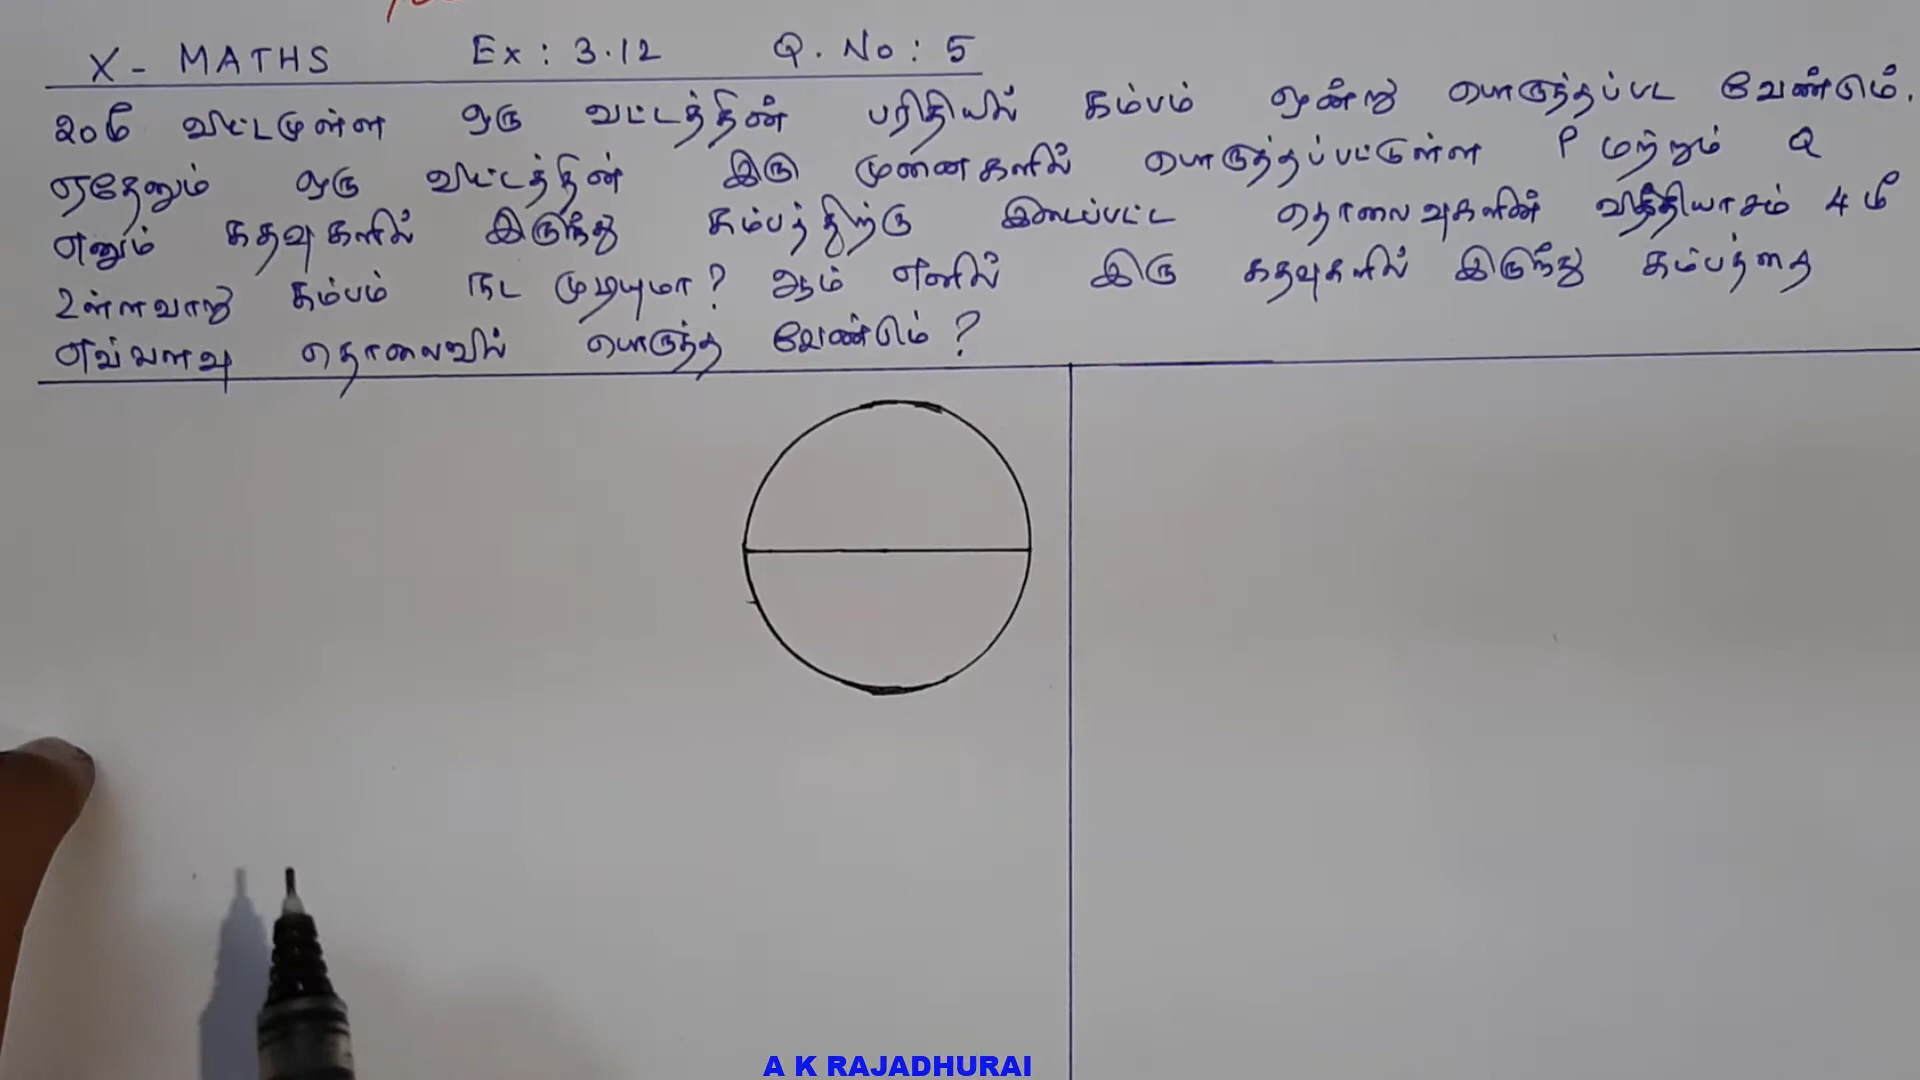 X - MATHS Ex : 3.12 Q. No : 5
20மீ விட்டமுள்ள ஒரு வட்டத்தின் பரிதியில் கம்பம் ஒன்று பொருத்தப்பட வேண்டும்.
ஏதேனும் ஒரு விட்டத்தின் இரு முனைகளில் பொருத்தப்பட்டுள்ள P மற்றும் Q
எனும் கதவுகளில் இருந்து கம்பத்திற்கு இடைப்பட்ட தொலைவுகளின் வித்தியாசம் 4 மீ
உள்ளவாறு கம்பம் நட முடியுமா? ஆம் எனில் இரு கதவுகளில் இருந்து கம்பத்தை
எவ்வளவு தொலைவில் பொருத்த வேண்டும்?
A K RAJADHURAI